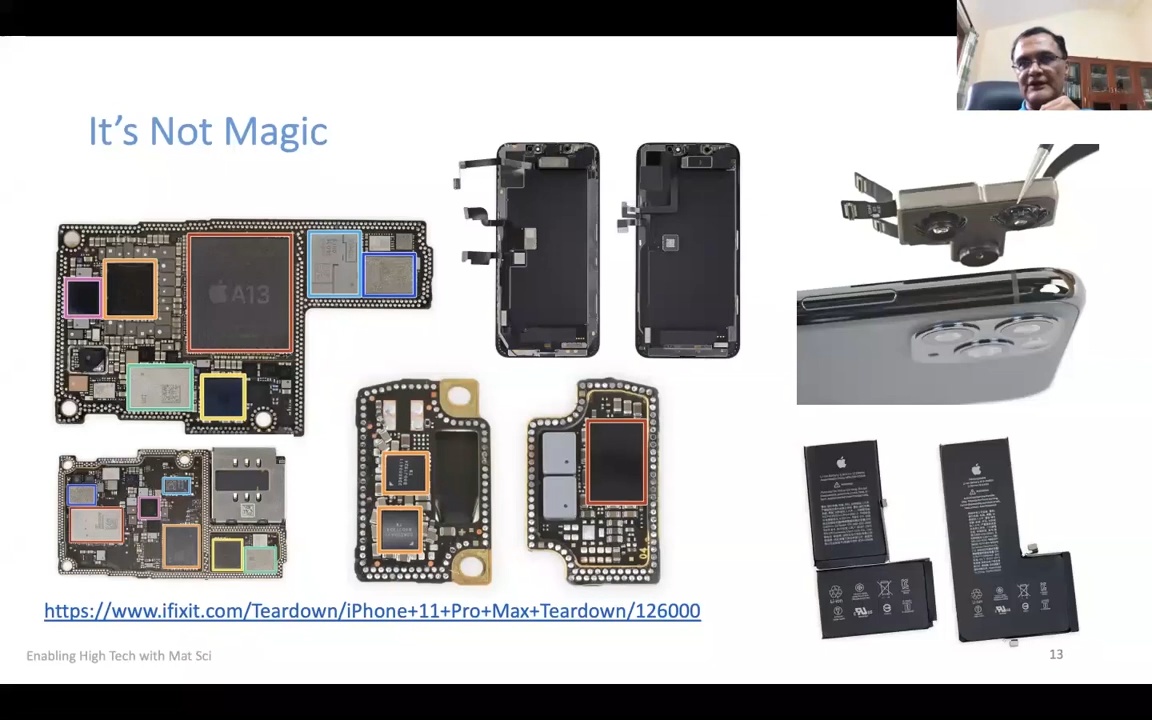 It's Not Magic
A13
https://www.ifixit.com/Teardown/iPhone+11+Pro+Max+Teardown/126000
Enabling High Tech with Mat Sci
13